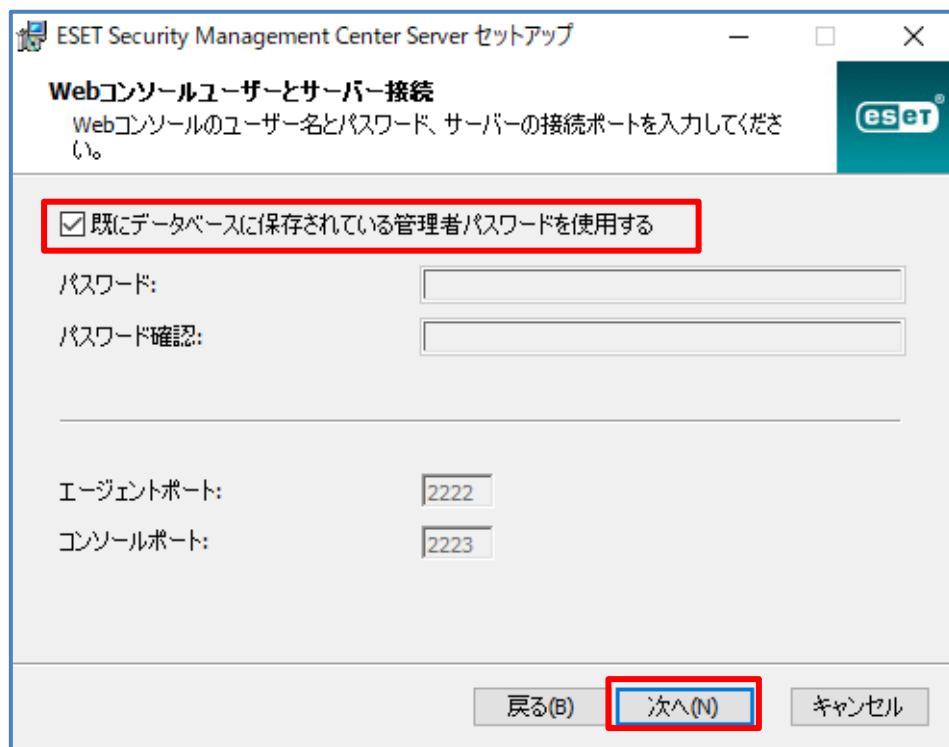 ESET Security Management Center Server セットアップ
Webコンソールユーザーとサーバー接続
Webコンソールのユーザー名とパスワード、サーバーの接続ポートを入力してくださ
い。
eset®
既にデータベースに保存されている管理者パスワードを使用する
パスワード:
パスワード確認:
エージェントポート: 2222
コンソールポート: 2223
戻る(B) 次へ(N) キャンセル